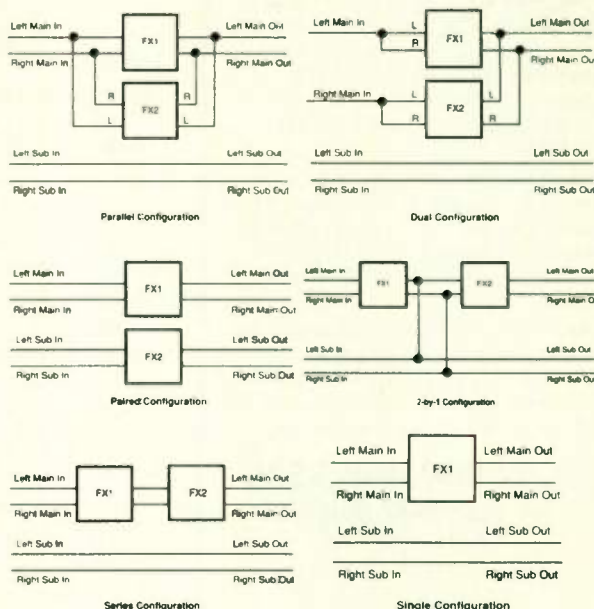 Left Main In
FX1
Left Main Out
Right Main In
Right Main Out
R
FX2
R
L
L
Left Sub In
Left Sub Out
Right Sub In
Right Sub Out
Parallel Configuration
Left Main In
L
FX1
Left Main Out
R
Right Main Out
Right Main In
L
FX2
L
R
R
Left Sub In
Left Sub Out
Right Sub In
Right Sub Out
Dual Configuration
Left Main In
FX1
Left Main Out
Right Main In
Right Main Out
Left Sub In
FX2
Left Sub Out
Right Sub In
Right Sub Out
Paired Configuration
Left Main In
FX1
FX2
Left Main Out
Right Main In
Right Main Out
Left Sub In
Left Sub Out
Right Sub In
Right Sub Out
2-by-1 Configuration
Left Main In
FX1
FX2
Left Main Out
Right Main In
Right Main Out
Left Sub In
Left Sub Out
Right Sub In
Right Sub Out
Series Configuration
Left Main In
FX1
Left Main Out
Right Main In
Right Main Out
Left Sub In
Left Sub Out
Right Sub In
Right Sub Out
Single Configuration